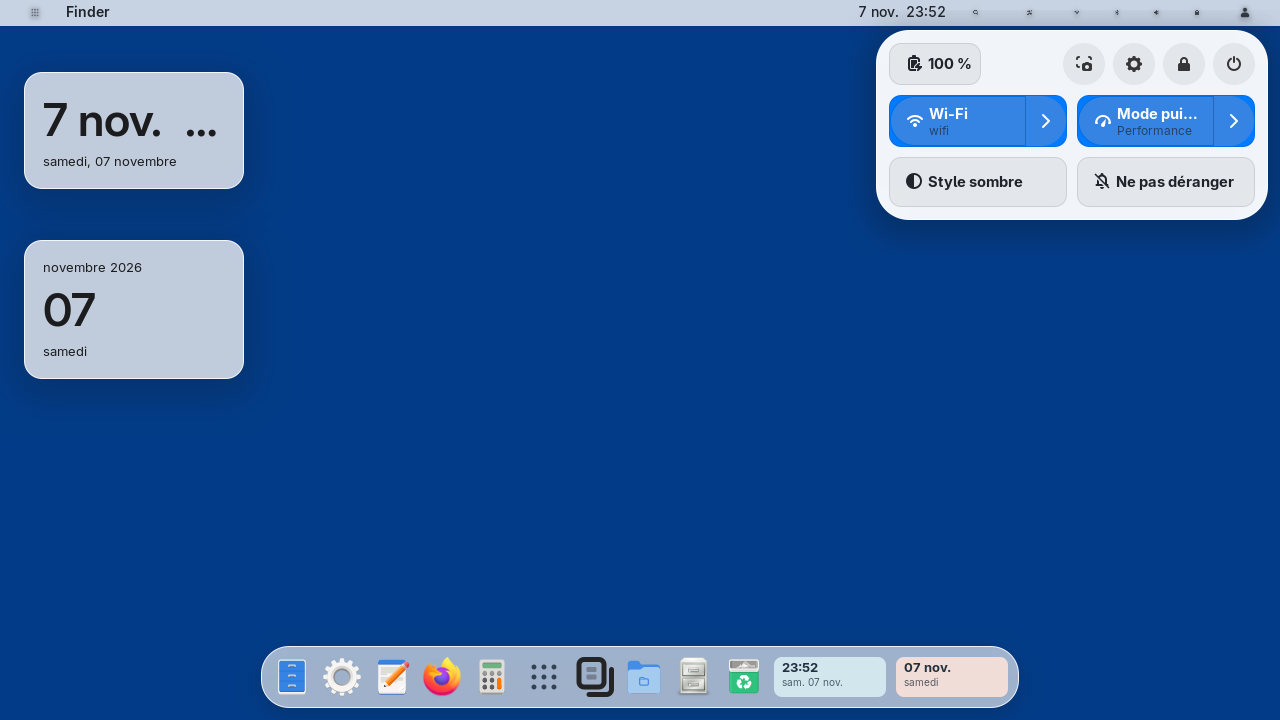 Finder
7 nov. 23:52
100 %
Wi-Fi
wifi
Mode pui…
Performance
Style sombre
Ne pas déranger
7 nov. …
samedi, 07 novembre
novembre 2026
07
samedi
23:52
sam. 07 nov.
07 nov.
samedi